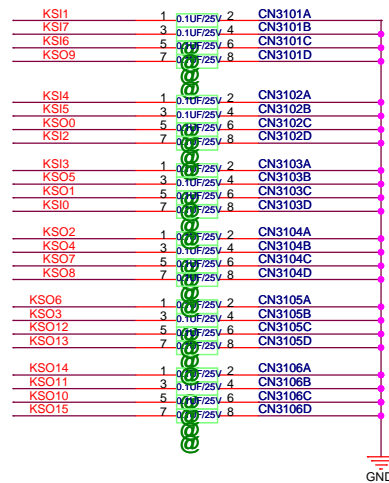 KSI1 1 0.1UF/25V 2 CN3101A
KSI7 3 0.1UF/25V 4 CN3101B
KSI6 5 0.1UF/25V 6 CN3101C
KSO9 7 0.1UF/25V 8 CN3101D
@
@
KSI4 1 0.1UF/25V 2 CN3102A
KSI5 3 0.1UF/25V 4 CN3102B
KSO0 5 0.1UF/25V 6 CN3102C
KSI2 7 0.1UF/25V 8 CN3102D
@
@
KSI3 1 0.1UF/25V 2 CN3103A
KSO5 3 0.1UF/25V 4 CN3103B
KSO1 5 0.1UF/25V 6 CN3103C
KSI0 7 0.1UF/25V 8 CN3103D
@
@
KSO2 1 0.1UF/25V 2 CN3104A
KSO4 3 0.1UF/25V 4 CN3104B
KSO7 5 0.1UF/25V 6 CN3104C
KSO8 7 0.1UF/25V 8 CN3104D
@
@
KSO6 1 0.1UF/25V 2 CN3105A
KSO3 3 0.1UF/25V 4 CN3105B
KSO12 5 0.1UF/25V 6 CN3105C
KSO13 7 0.1UF/25V 8 CN3105D
@
@
KSO14 1 0.1UF/25V 2 CN3106A
KSO11 3 0.1UF/25V 4 CN3106B
KSO10 5 0.1UF/25V 6 CN3106C
KSO15 7 0.1UF/25V 8 CN3106D
@
@
GND